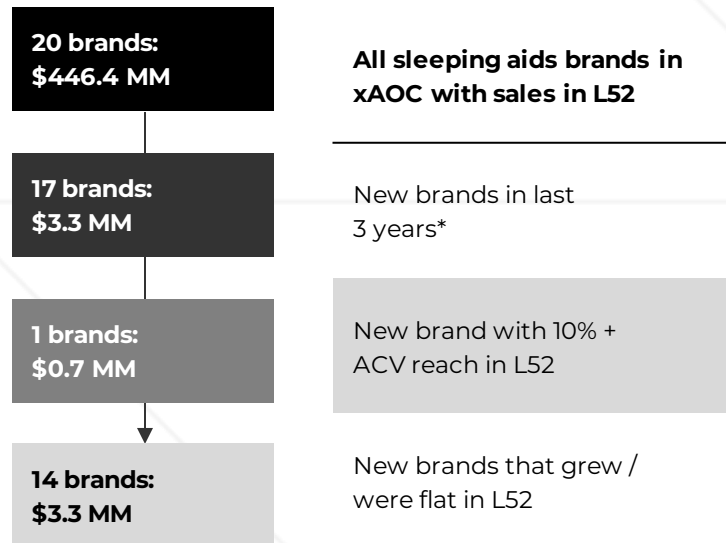 20 brands:
$446.4 MM
All sleeping aids brands in
xAOC with sales in L52
17 brands:
$3.3 MM
New brands in last
3 years*
1 brands:
$0.7 MM
New brand with 10% +
ACV reach in L52
14 brands:
$3.3 MM
New brands that grew /
were flat in L52